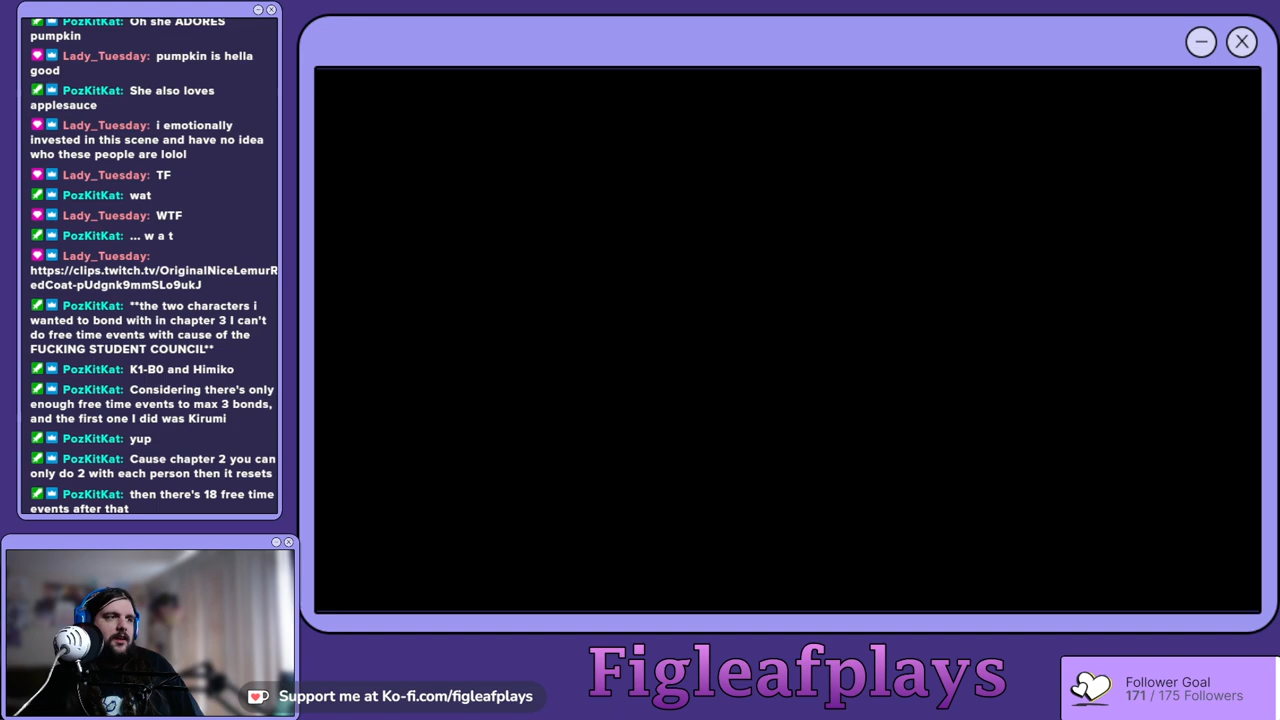 PozKitKat: Oh she ADORES
pumpkin
Lady_Tuesday: pumpkin is hella
good
PozKitKat: She also loves
applesauce
Lady_Tuesday: i emotionally
invested in this scene and have no idea
who these people are lolol
Lady_Tuesday: TF
PozKitKat: wat
Lady_Tuesday: WTF
PozKitKat: ... w a t
Lady_Tuesday:
https://clips.twitch.tv/OriginalNiceLemurR
edCoat-pUdgnk9mmSLo9ukJ
PozKitKat: **the two characters i
wanted to bond with in chapter 3 I can't
do free time events with cause of the
FUCKING STUDENT COUNCIL**
PozKitKat: K1-B0 and Himiko
PozKitKat: Considering there's only
enough free time events to max 3 bonds,
and the first one I did was Kirumi
PozKitKat: yup
PozKitKat: Cause chapter 2 you can
only do 2 with each person then it resets
PozKitKat: then there's 18 free time
events after that
Support me at Ko-fi.com/figleafplays
Figleafplays
Follower Goal
171 / 175 Followers